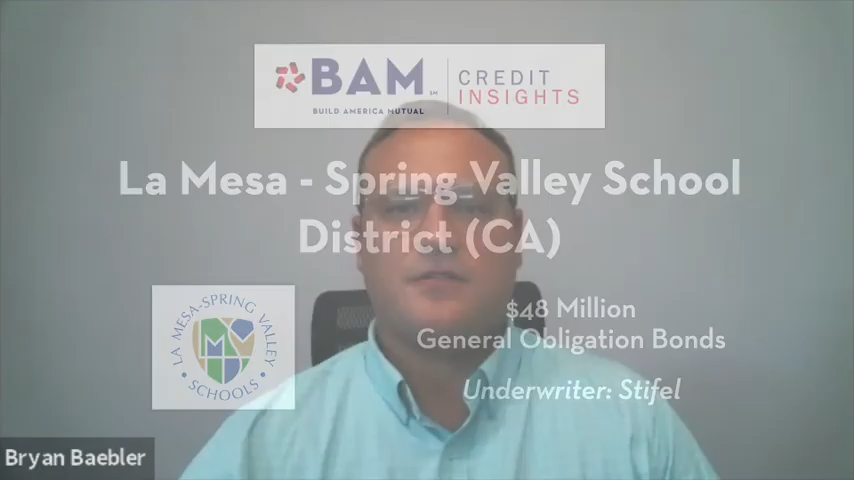 BAM SM
BUILD AMERICA MUTUAL
CREDIT
INSIGHTS
La Mesa - Spring Valley School
District (CA)
LA MESA-SPRING VALLEY
SCHOOLS
$48 Million
General Obligation Bonds
Underwriter: Stifel
Bryan Baebler